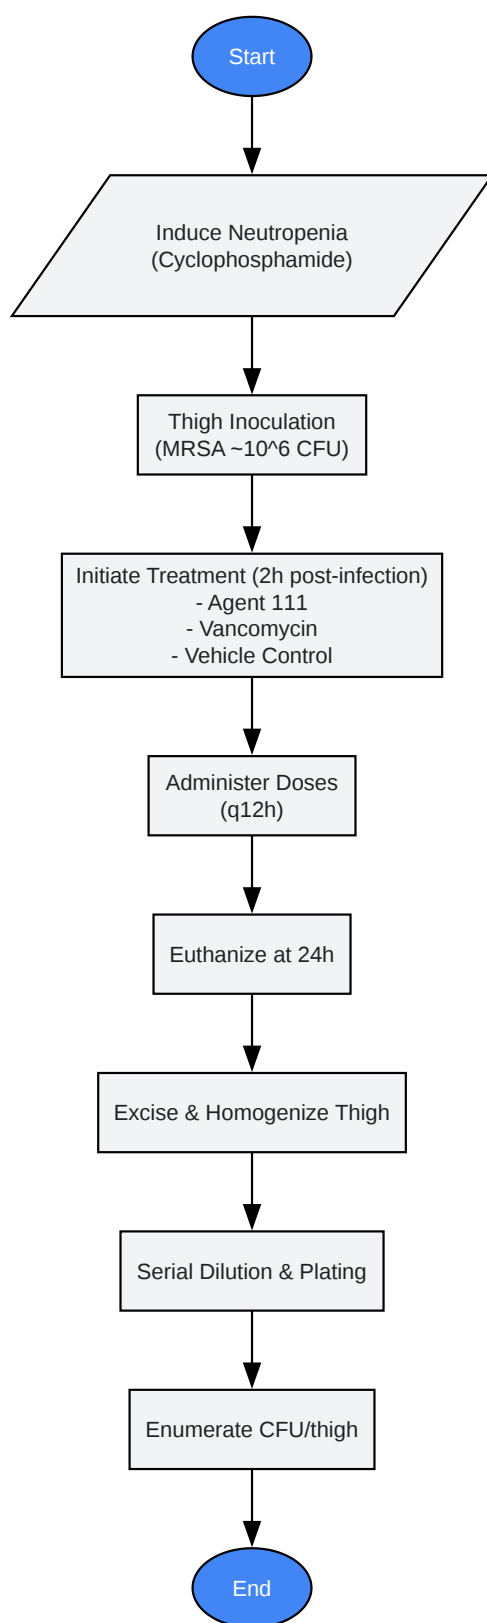 Start
Induce Neutropenia
(Cyclophosphamide)
Thigh Inoculation
(MRSA ~10^6 CFU)
Initiate Treatment (2h post-infection)
- Agent 111
- Vancomycin
- Vehicle Control
Administer Doses
(q12h)
Euthanize at 24h
Excise & Homogenize Thigh
Serial Dilution & Plating
Enumerate CFU/thigh
End